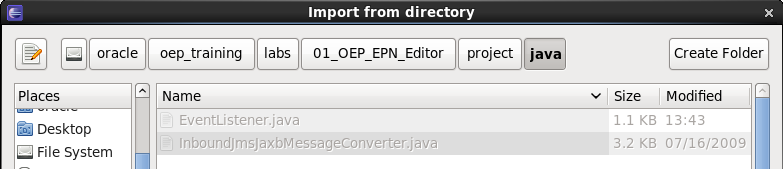 Import from directory
oracle oep_training labs 01_OEP_EPN_Editor project java Create Folder
Places Name Size Modified
EventListener.java 1.1 KB 13:43
Desktop
InboundJmsJaxbMessageConverter.java 3.2 KB 07/16/2009
File System